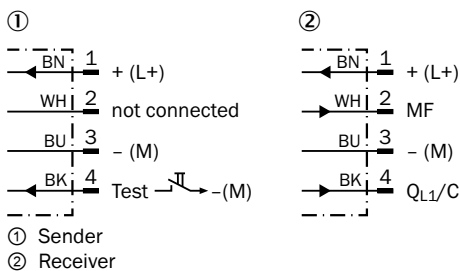 ① ②
BN 1 + (L+) BN 1 + (L+)
WH 2 not connected WH 2 MF
BU 3 – (M) BU 3 – (M)
BK 4 Test –(M) BK 4 QL1/C
① Sender
② Receiver